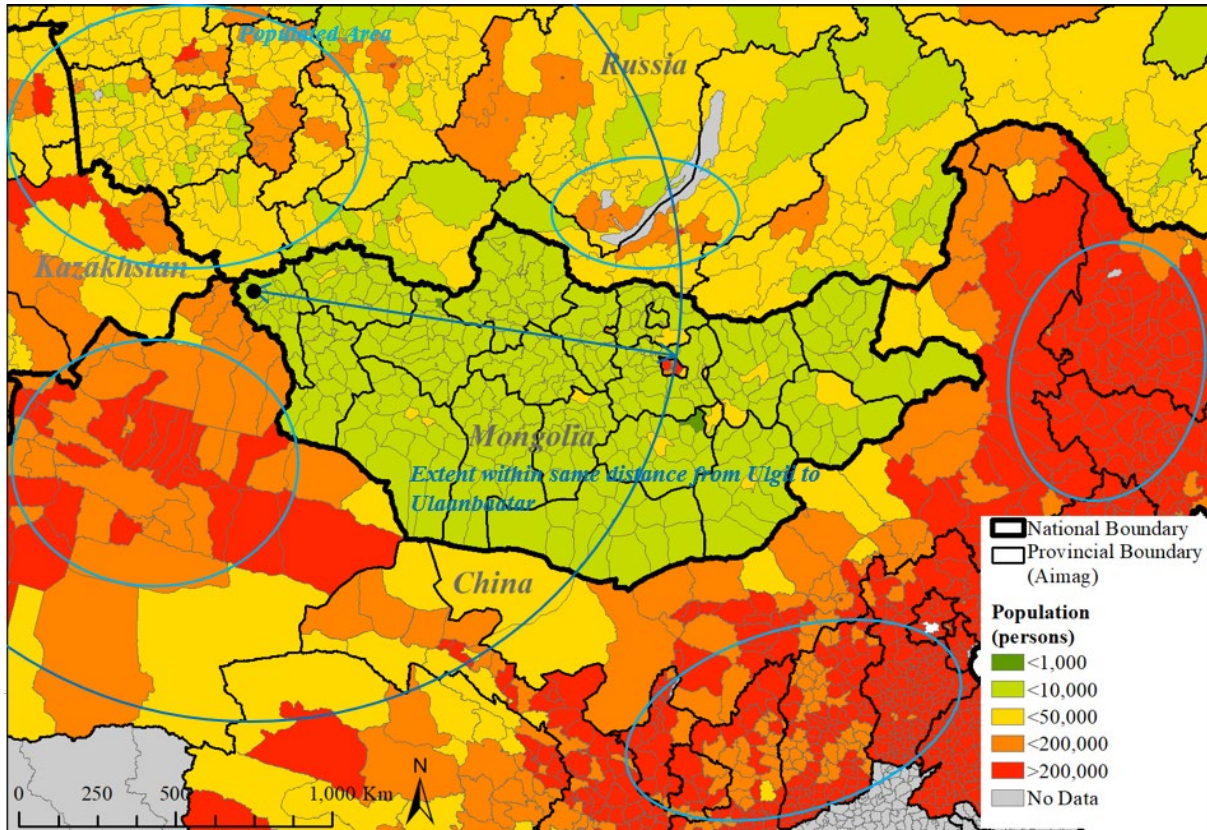 Populated Area
Russia
Kazakhstan
Mongolia
Extent within same distance from Ulgii to
Ulaanbaatar
China
National Boundary
Provincial Boundary
(Aimag)
Population
(persons)
<1,000
<10,000
<50,000
<200,000
>200,000
No Data
N
0 250 500 1,000 Km